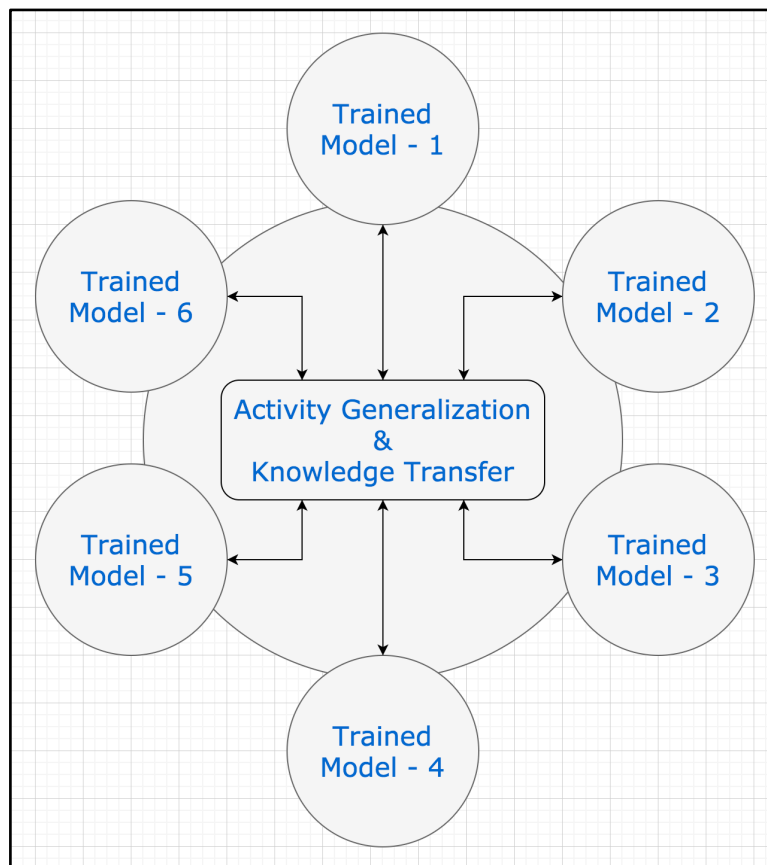 Trained
Model - 1
Trained
Model - 6
Trained
Model - 2
Activity Generalization
&
Knowledge Transfer
Trained
Model - 5
Trained
Model - 3
Trained
Model - 4